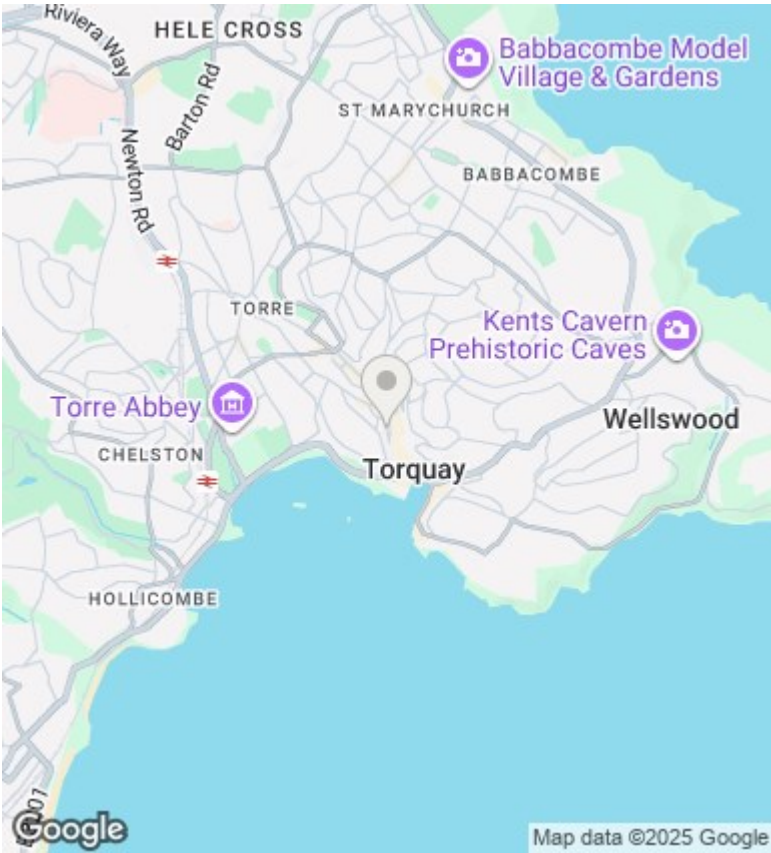 Riviera Way
HELE CROSS
Barton Rd
Newton Rd
Babbacombe Model
Village & Gardens
ST MARYCHURCH
BABBACOMBE
TORRE
Kents Cavern
Prehistoric Caves
Torre Abbey
Wellswood
CHELSTON
Torquay
HOLLICOMBE
Google
Map data ©2025 Google